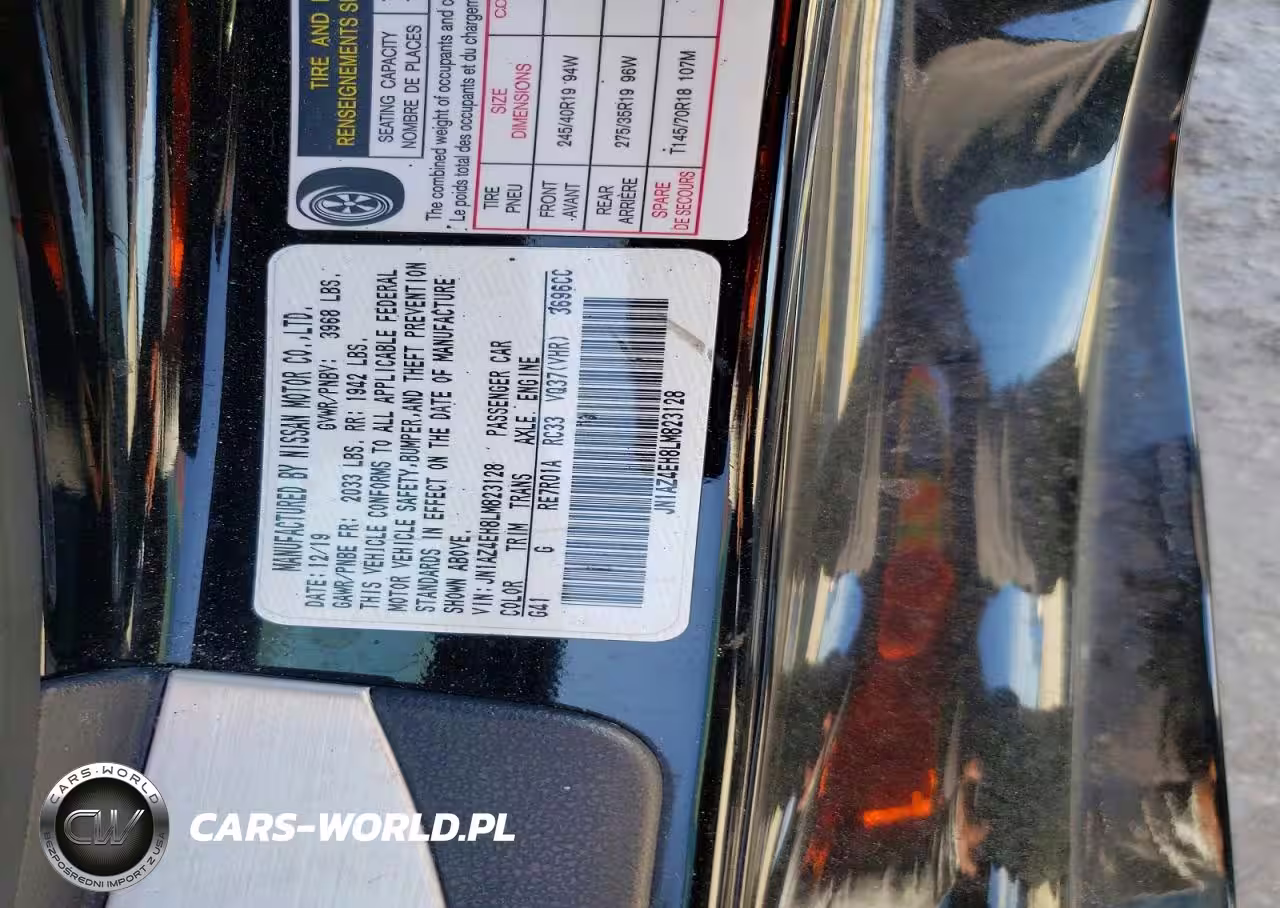 TIRE AND
RENSEIGNEMENTS
SEATING CAPACITY
NOMBRE DE PLACES
The combined weight of occupants and
Le poids total des occupants et du
TIRE SIZE
PNEU DIMENSIONS
FRONT
AVANT 245/40R19 94W
REAR
ARRIÈRE 275/35R19 96W
SPARE
DE SECOURS T145/70R18 107M
MANUFACTURED BY NISSAN MOTOR CO.,LTD.
DATE:12/19 GVWR/PNBV: 3968 LBS.
GAWR/PNBE FR: 2033 LBS. RR: 1942 LBS.
THIS VEHICLE CONFORMS TO ALL APPLICABLE FEDERAL
MOTOR VEHICLE SAFETY,BUMPER,AND THEFT PREVENTION
STANDARDS IN EFFECT ON THE DATE OF MANUFACTURE
SHOWN ABOVE.
VIN:JN1AZ4EH8LM823128 PASSENGER CAR
COLOR TRIM TRANS AXLE. ENGINE
G41 G RE7R01A RC33 VQ37(VHR) 3696CC
JN1AZ4EH8LM823128
CARS-WORLD
CW
BEZPOŚREDNI IMPORT Z USA
CARS-WORLD.PL